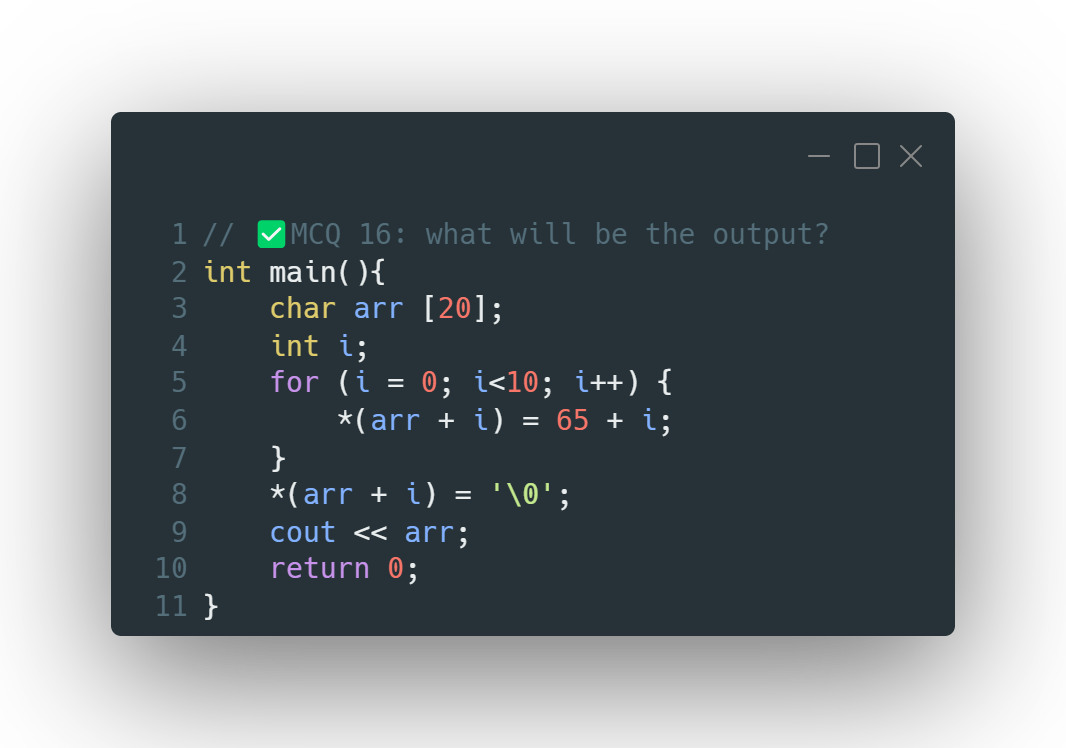 1 // ✅MCQ 16: what will be the output?
2 int main(){
3     char arr [20];
4     int i;
5     for (i = 0; i<10; i++) {
6         *(arr + i) = 65 + i;
7     }
8     *(arr + i) = '\0';
9     cout << arr;
10     return 0;
11 }